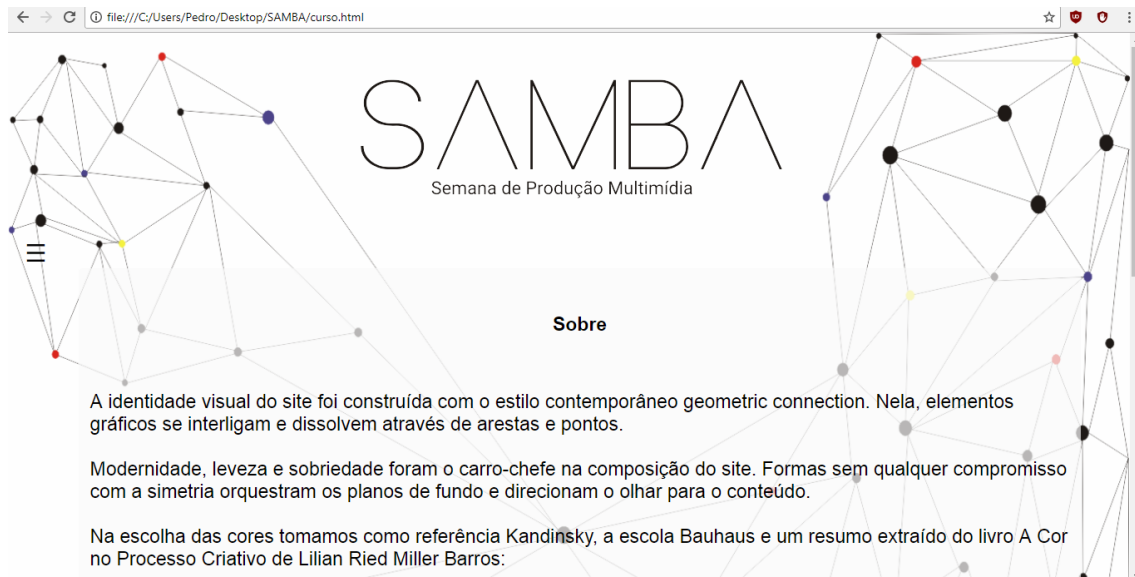 file:///C:/Users/Pedro/Desktop/SAMBA/curso.html
SAMBA
Semana de Produção Multimídia
Sobre
A identidade visual do site foi construída com o estilo contemporâneo geometric connection. Nela, elementos
gráficos se interligam e dissolvem através de arestas e pontos.
Modernidade, leveza e sobriedade foram o carro-chefe na composição do site. Formas sem qualquer compromisso
com a simetria orquestram os planos de fundo e direcionam o olhar para o conteúdo.
Na escolha das cores tomamos como referência Kandinsky, a escola Bauhaus e um resumo extraído do livro A Cor
no Processo Criativo de Lilian Ried Miller Barros: